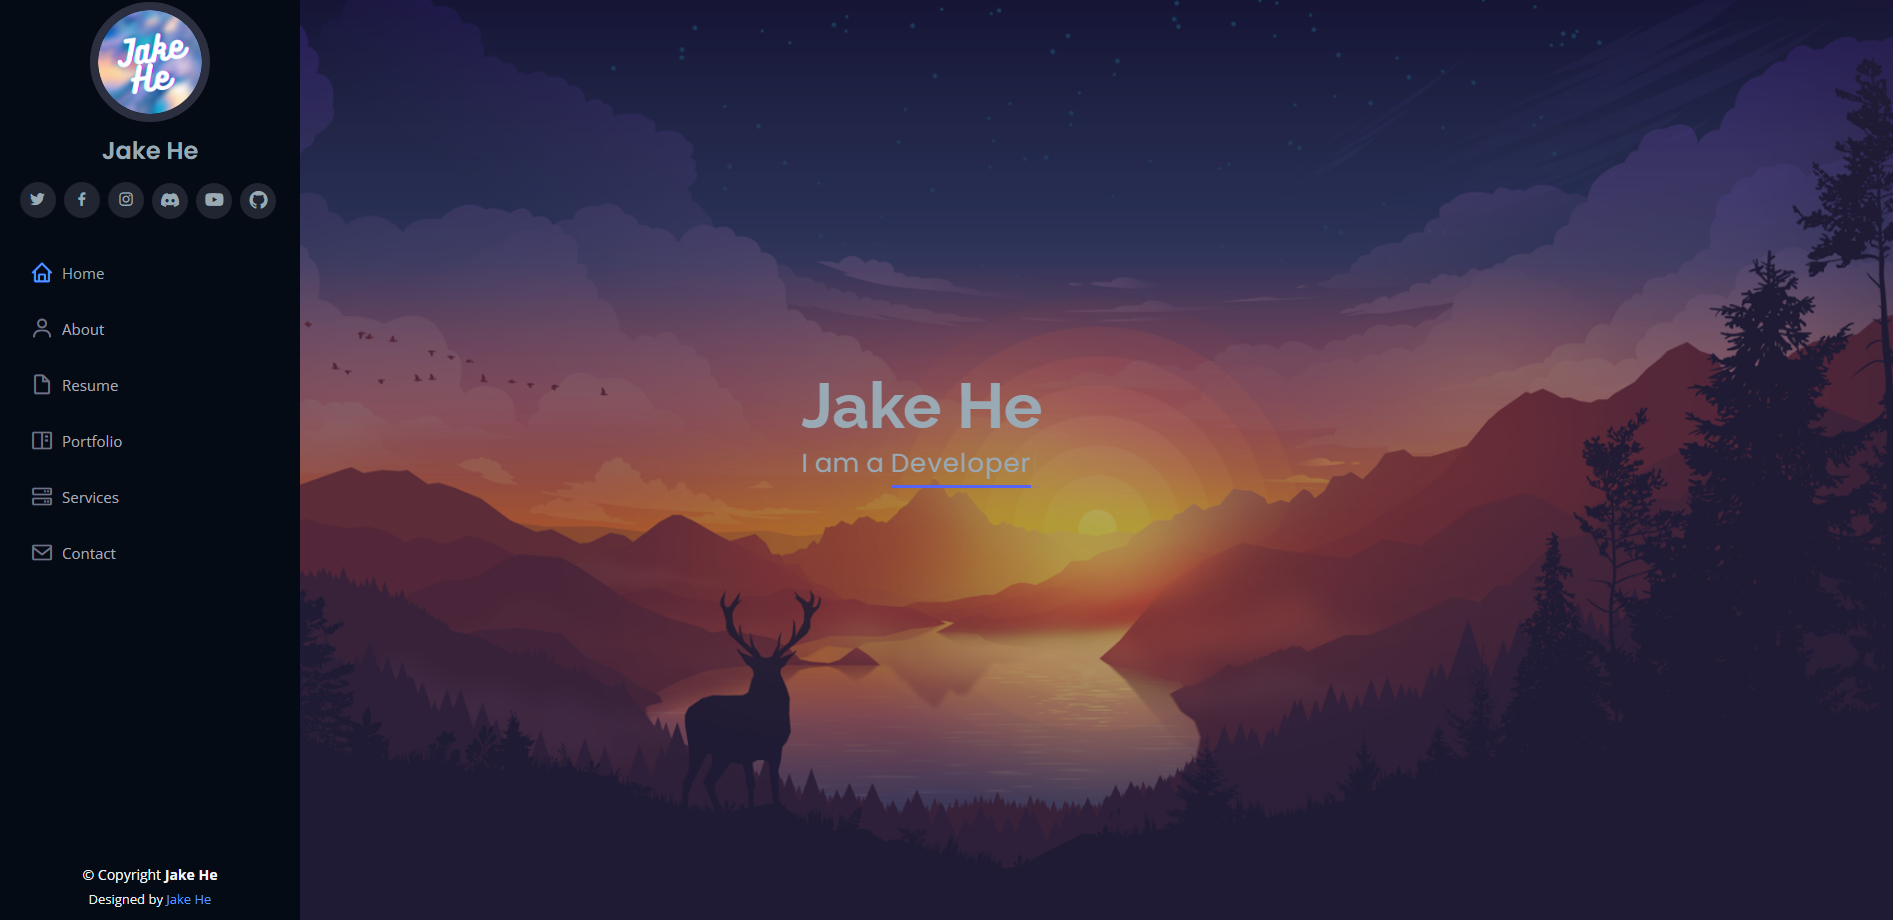 Jake
He
Jake He
Home
About
Resume
Portfolio
Services
Contact
© Copyright Jake He
Designed by Jake He
Jake He
I am a Developer